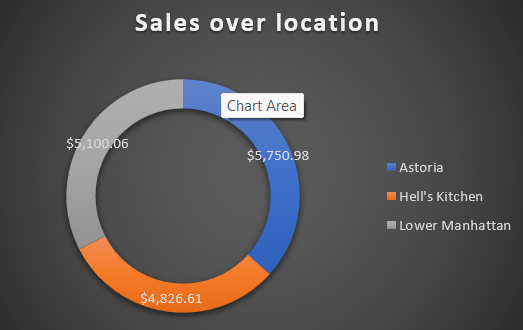 Sales over location
Chart Area
$5,100.06
$5,750.98
$4,826.61
Astoria
Hell's Kitchen
Lower Manhattan